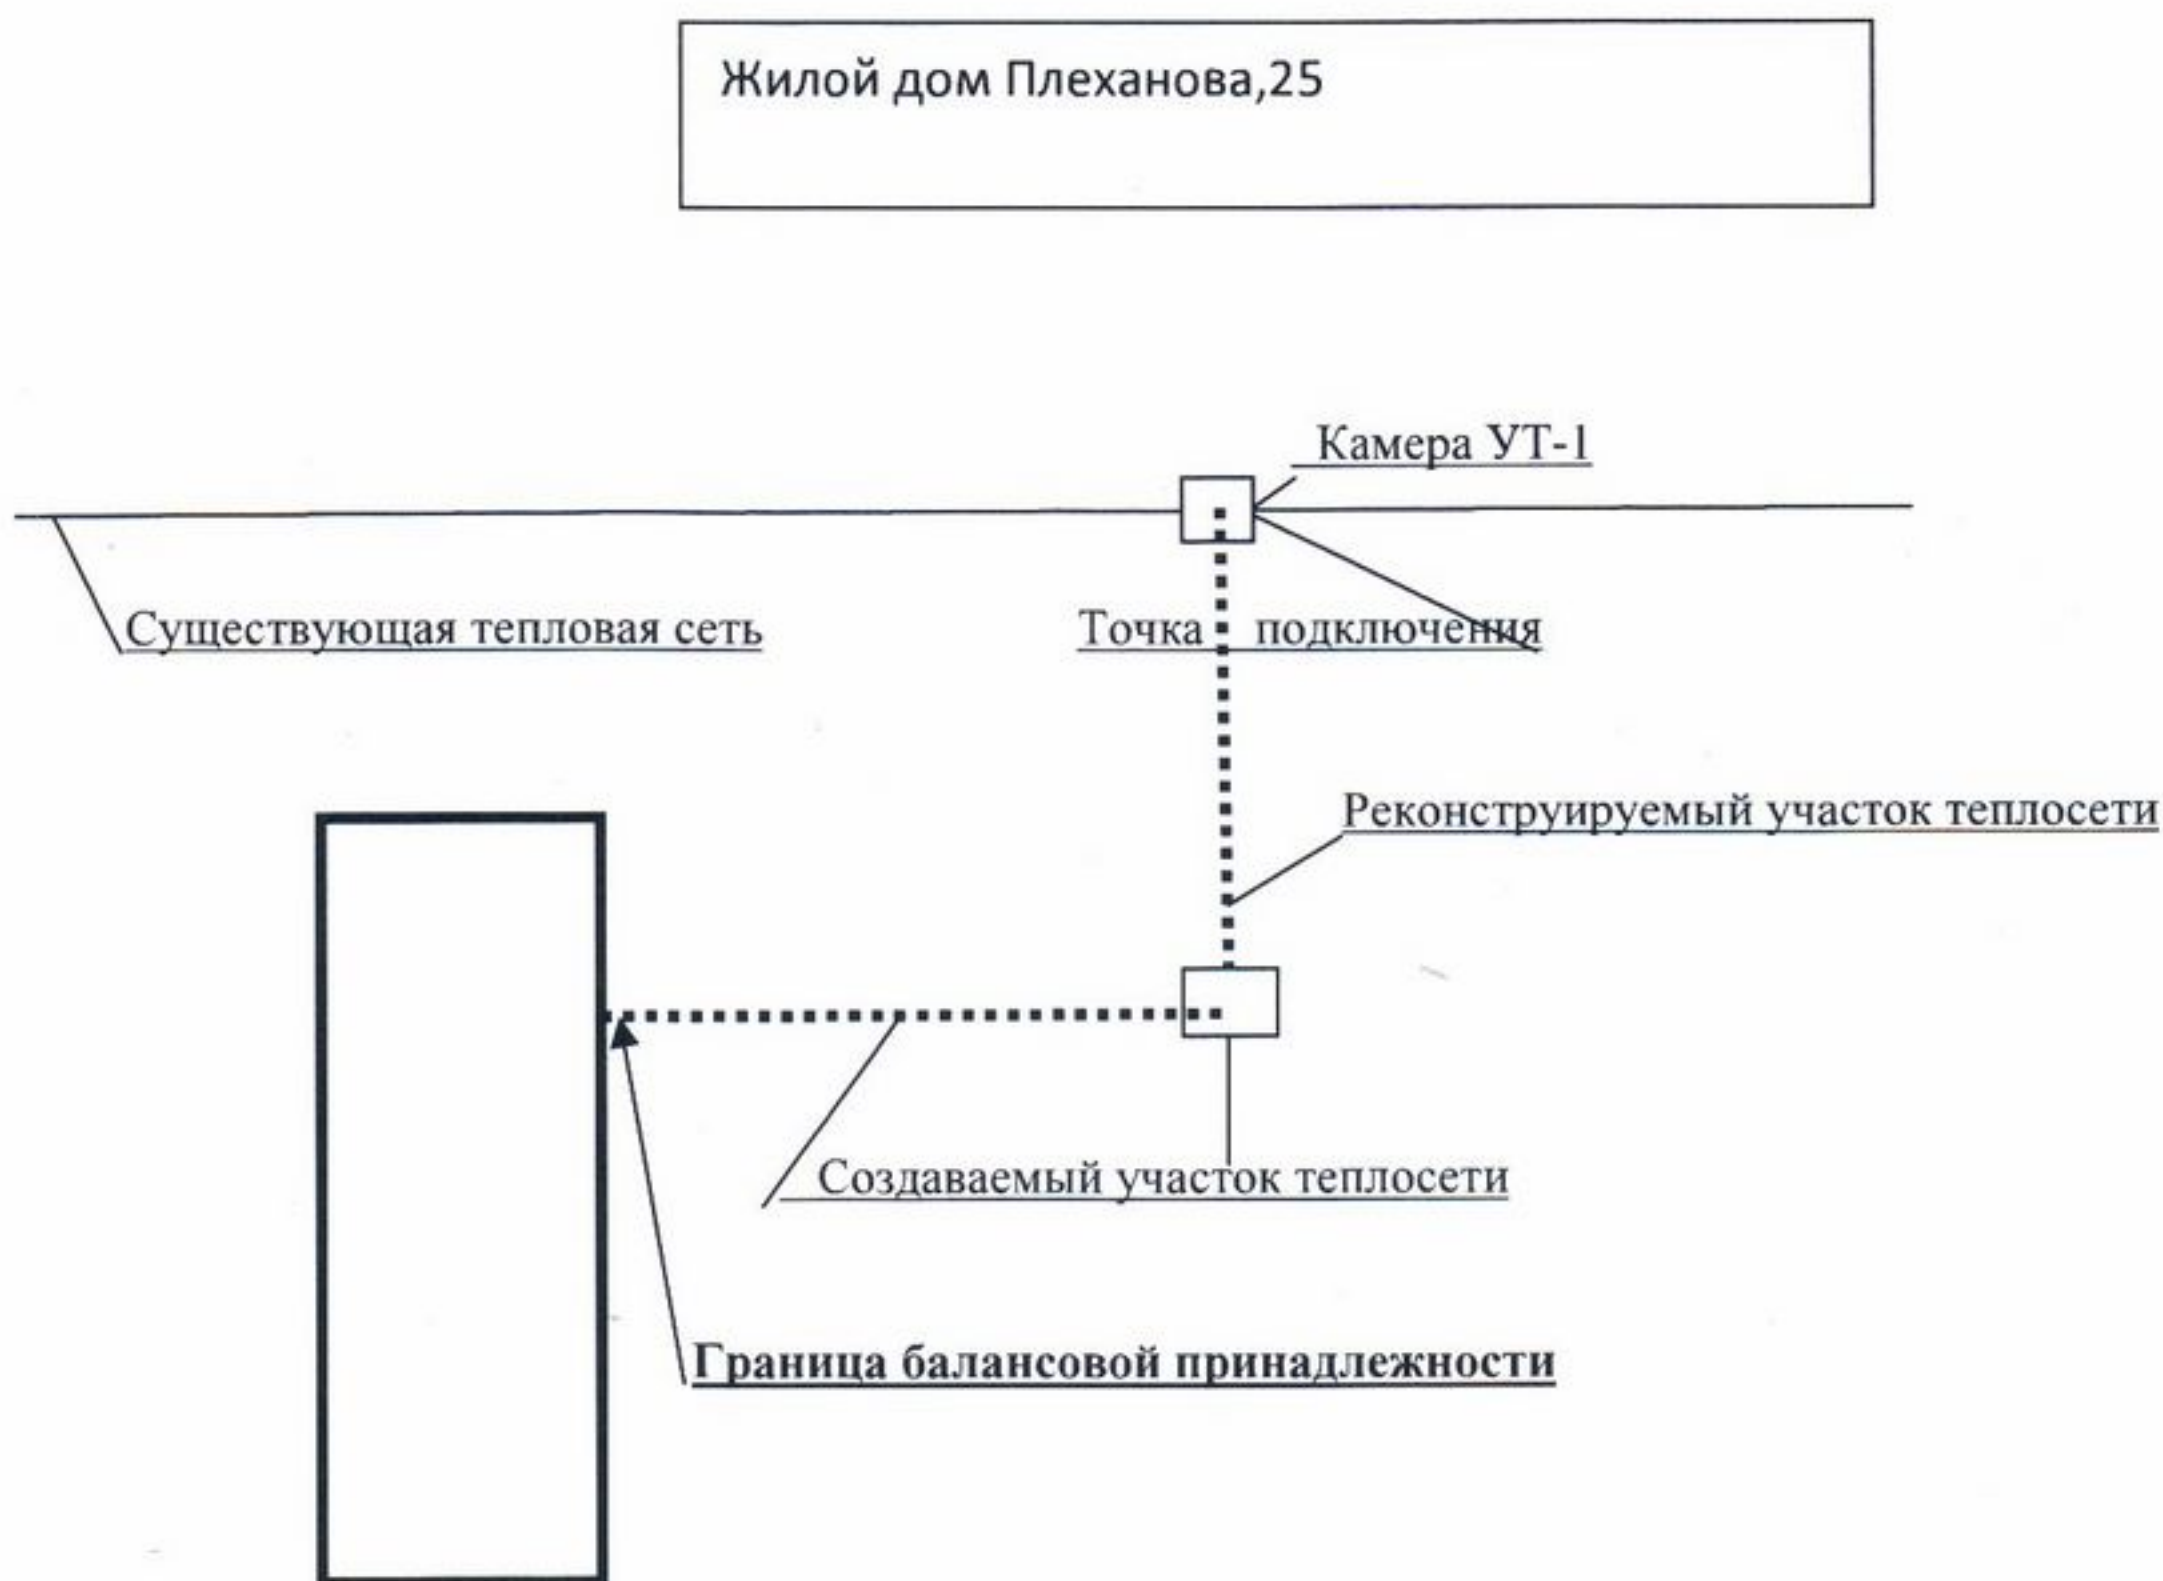 Жилой дом Плеханова,25
Камера УТ-1
Существующая тепловая сеть
Точка подключения
Реконструируемый участок теплосети
Создаваемый участок теплосети
Граница балансовой принадлежности